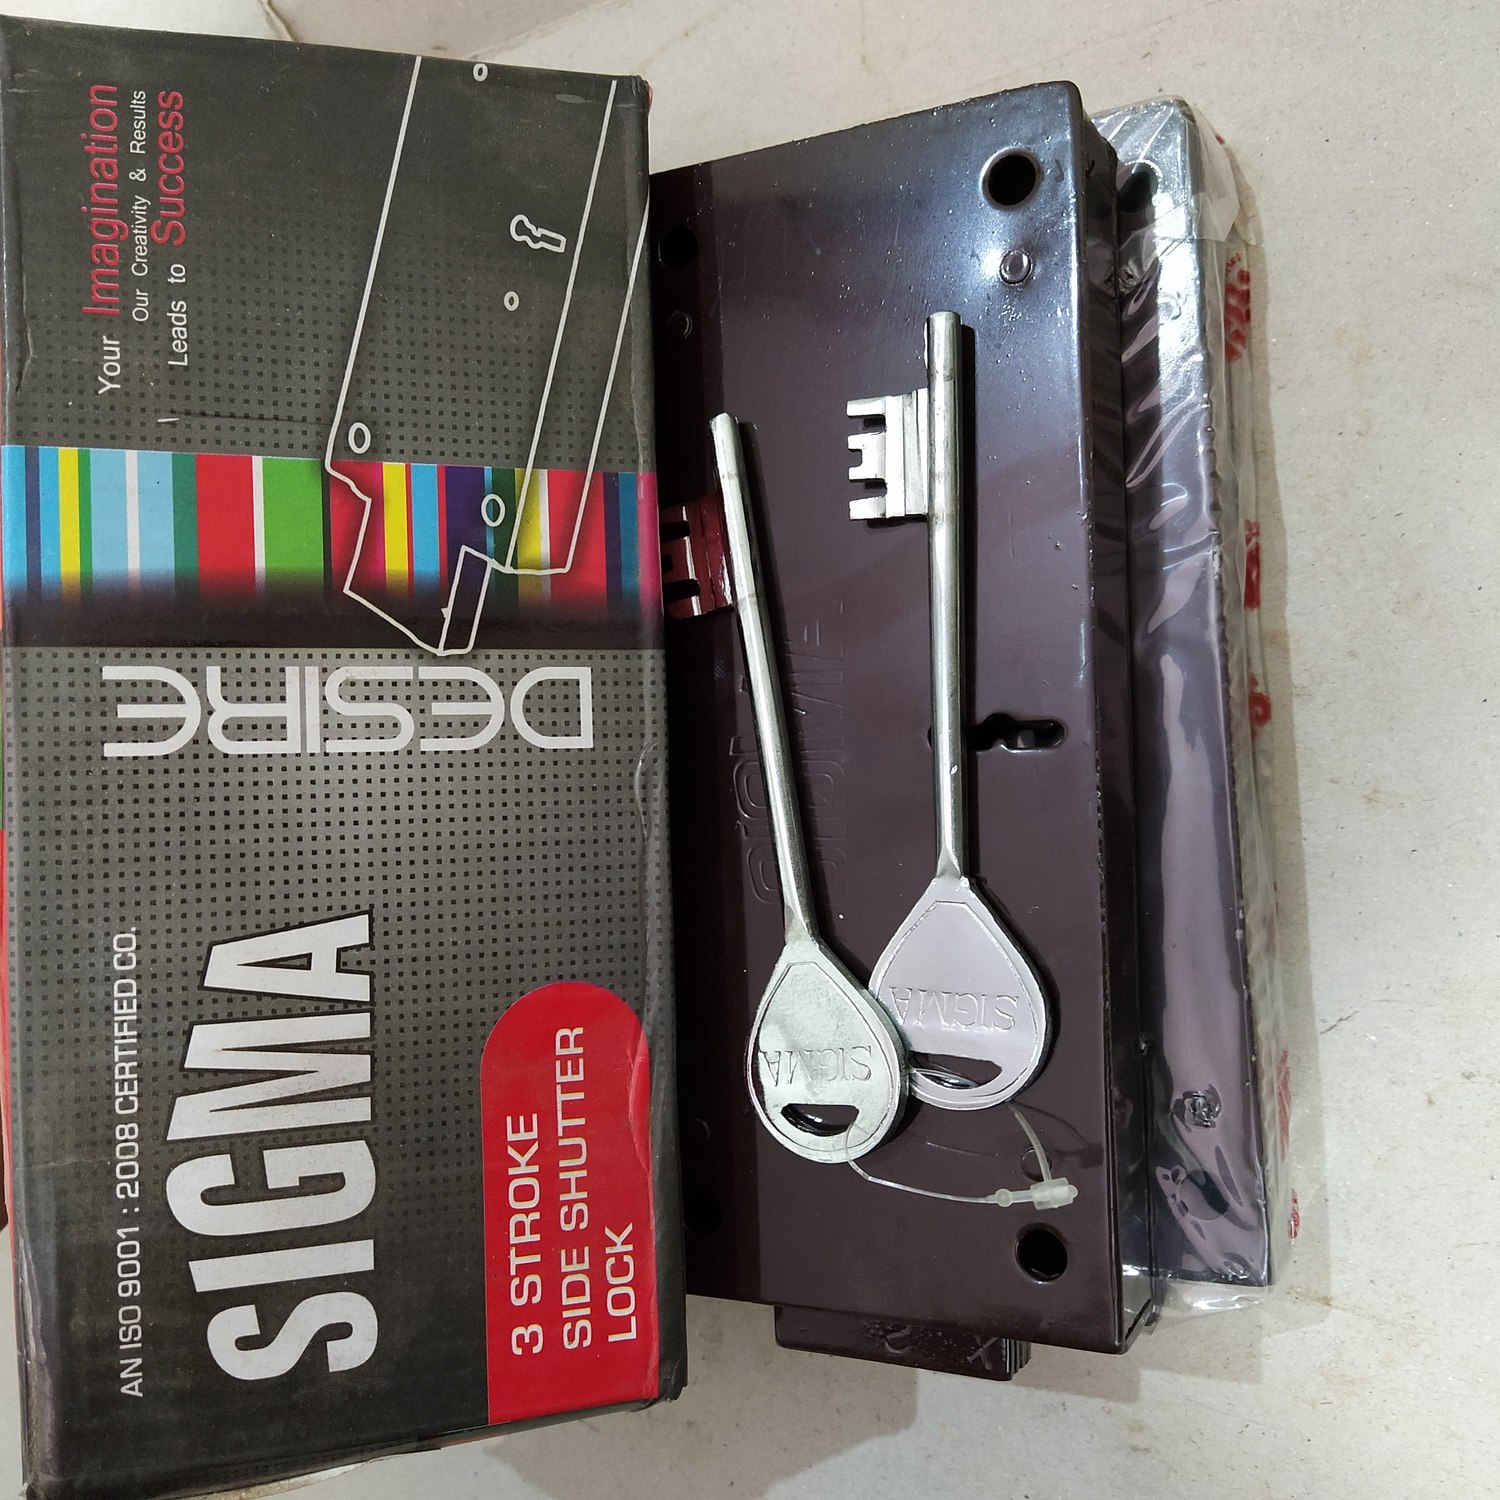 AN ISO 9001 : 2008 CERTIFIED CO.
SIGMA
3 STROKE
SIDE SHUTTER
LOCK
DESIRE
Your Imagination
Our Creativity & Results
Leads to Success
SIGMA
SIGMA
SIGMA